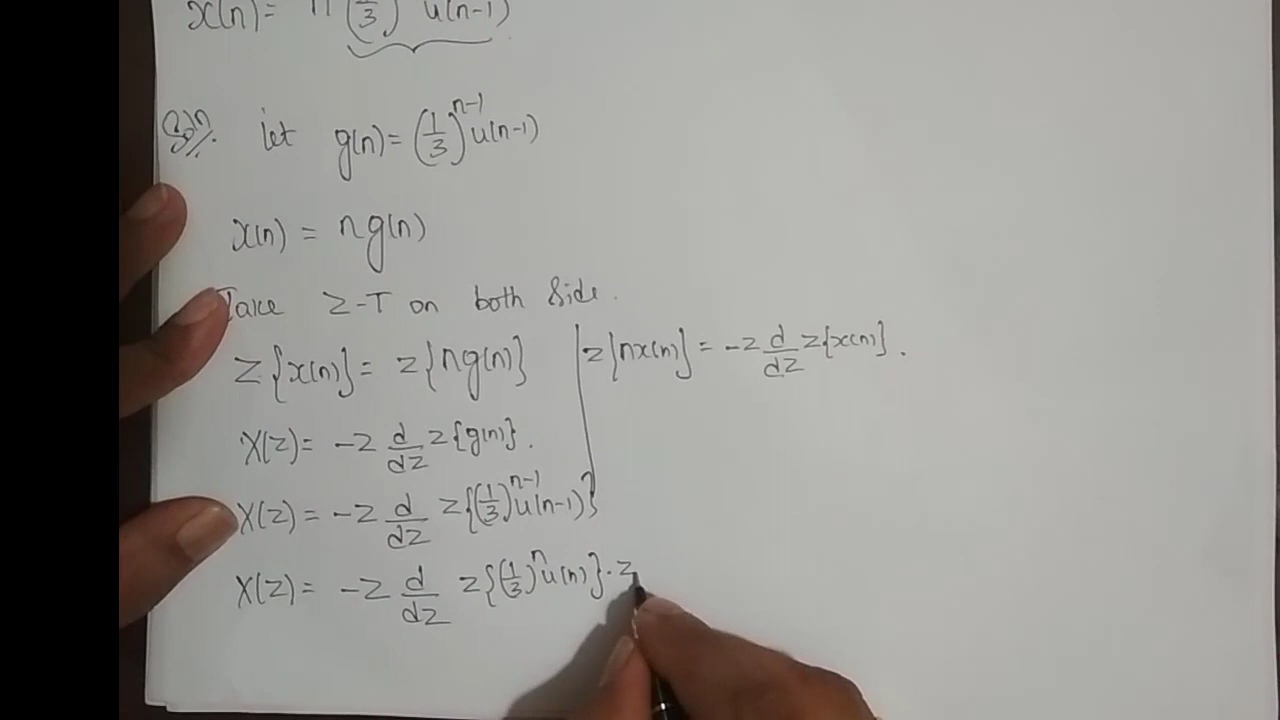 x(n) = n (1/3) u(n-1)
Soln. let g(n) = (1/3)^{n-1} u(n-1)
x(n) = n g(n)
Take Z-T on both Side.
Z{x(n)} = Z{n g(n)} | Z{n x(n)} = -Z d/dz Z{x(n)}.
X(z) = -Z d/dz Z{g(n)}.
X(z) = -Z d/dz Z{(1/3)^{n-1} u(n-1)}
X(z) = -Z d/dz Z{(1/3)^n u(n)} · Z